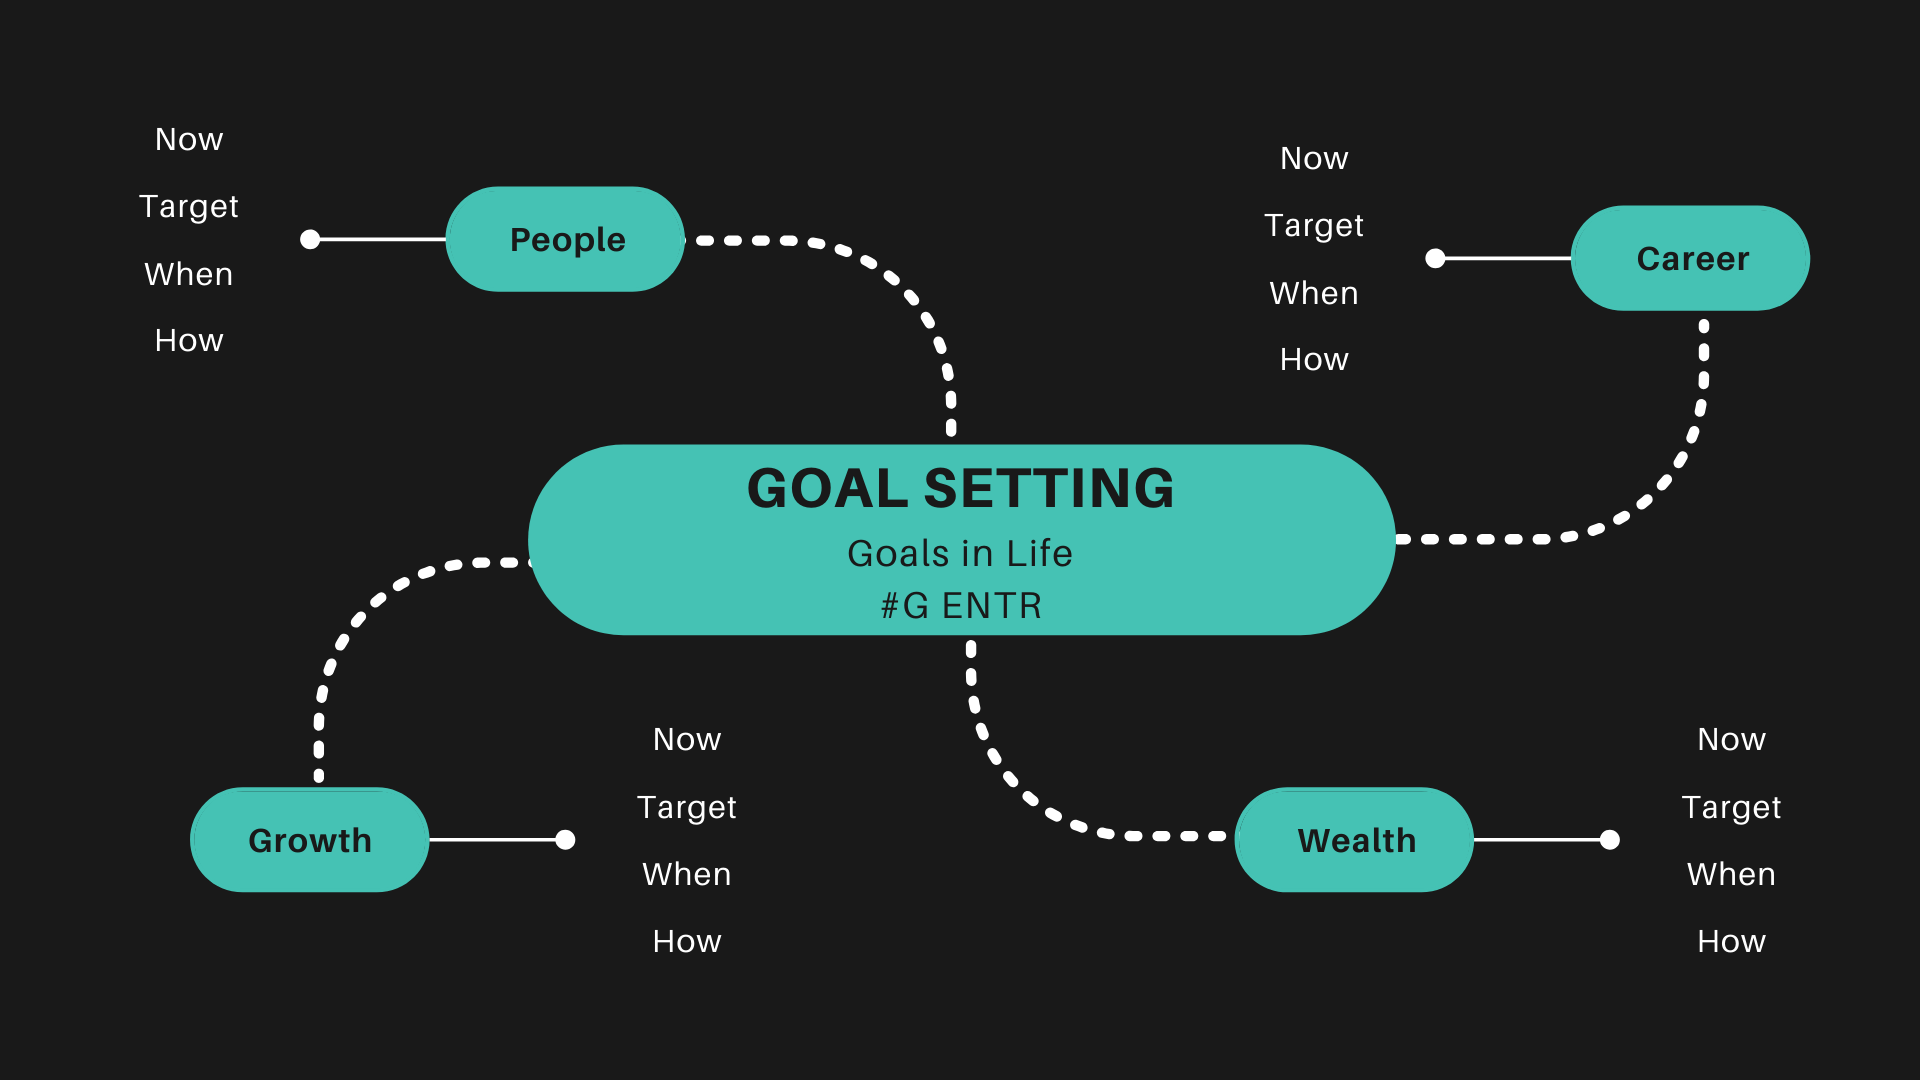 Now
Target
When
How
People
Now
Target
When
How
Career
GOAL SETTING
Goals in Life
#G ENTR
Growth
Now
Target
When
How
Wealth
Now
Target
When
How